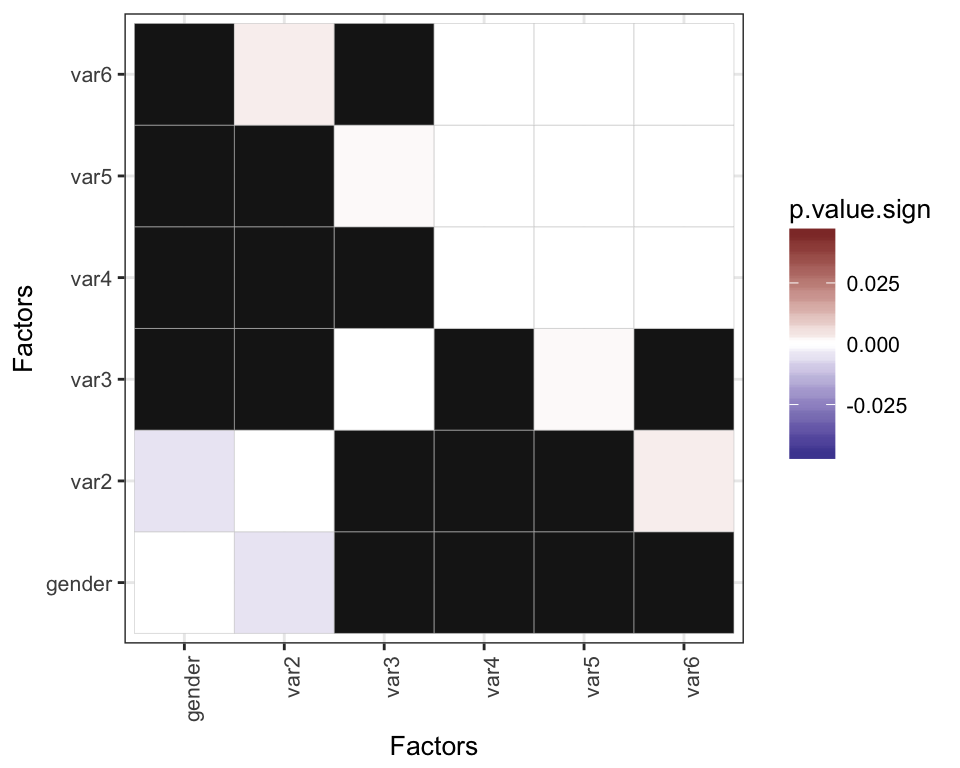 var6
var5
var4
var3
var2
gender
Factors
gender
var2
var3
var4
var5
var6
Factors
p.value.sign
0.025
0.000
-0.025